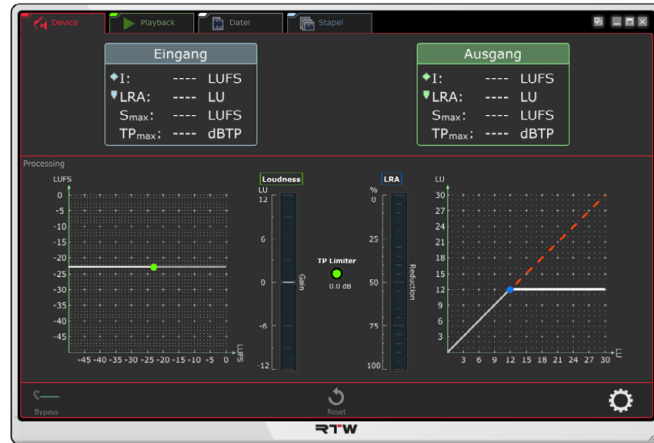 Device Playback Datei Stapel
Eingang
I: ---- LUFS
LRA: ---- LU
Smax: ---- LUFS
TPmax: ---- dBTP
Ausgang
I: ---- LUFS
LRA: ---- LU
Smax: ---- LUFS
TPmax: ---- dBTP
Processing
LUFS
0
-5
-10
-15
-20
-25
-30
-35
-40
-45
-45 -40 -35 -30 -25 -20 -15 -10 -5 0
LUFS
Loudness
LU
12
6
0
-6
-12
Gain
TP Limiter
0.0 dB
LRA
%
0
25
50
75
100
Reduction
LU
30
27
24
21
18
15
12
9
6
3
3 6 9 12 15 18 21 24 27 30
LU
Bypass
Reset
RTW